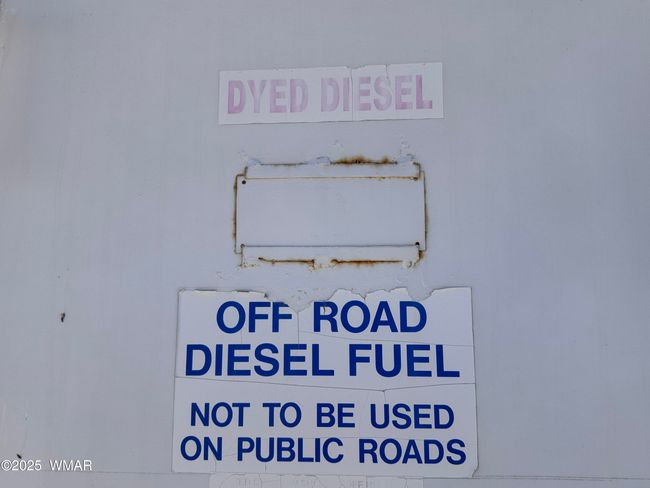 DYED DIESEL
OFF ROAD
DIESEL FUEL
NOT TO BE USED
ON PUBLIC ROADS
©2025 WMAR